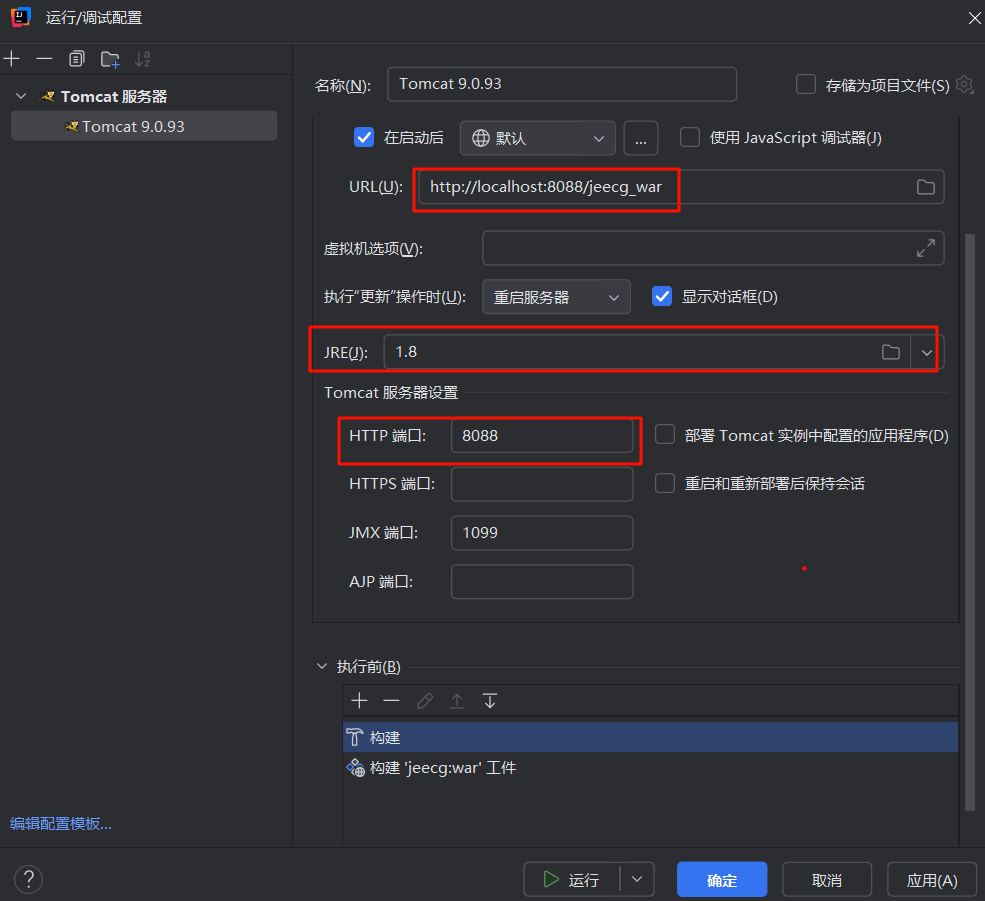 运行/调试配置
Tomcat 服务器
Tomcat 9.0.93
名称(N):
Tomcat 9.0.93
存储为项目文件(S)
在启动后
默认
...
使用 JavaScript 调试器(J)
URL(U):
http://localhost:8088/jeecg_war
虚拟机选项(V):
执行“更新”操作时(U):
重启服务器
显示对话框(D)
JRE(J):
1.8
Tomcat 服务器设置
HTTP 端口:
8088
部署 Tomcat 实例中配置的应用程序(D)
HTTPS 端口:
重启和重新部署后保持会话
JMX 端口:
1099
AJP 端口:
执行前(B)
构建
构建 'jeecg:war' 工件
编辑配置模板...
?
运行
确定
取消
应用(A)